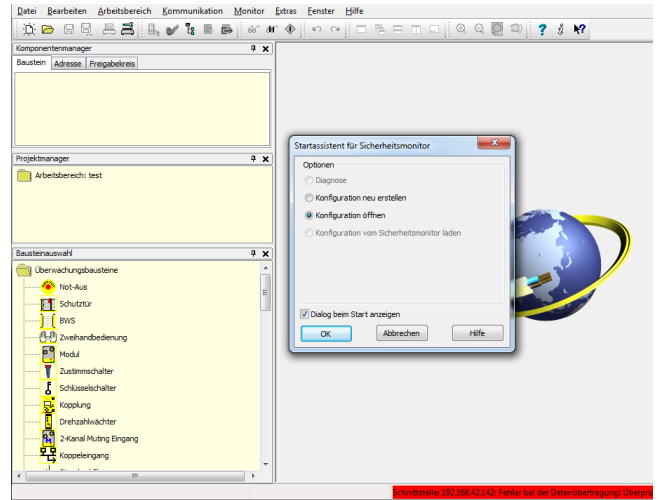 Datei Bearbeiten Arbeitsbereich Kommunikation Monitor Extras Fenster Hilfe
Komponentenmanager
Baustein Adresse Freigabekreis
Projektmanager
Arbeitsbereich: test
Bausteinauswahl
Überwachungsbausteine
Not-Aus
Schutztür
BWS
Zweihandbedienung
Modul
Zustimmschalter
Schlüsselschalter
Kopplung
Drehzahlwächter
2-Kanal Muting Eingang
Koppeleingang
Startassistent für Sicherheitsmonitor
Optionen
Diagnose
Konfiguration neu erstellen
Konfiguration öffnen
Konfiguration vom Sicherheitsmonitor laden
Dialog beim Start anzeigen
OK Abbrechen Hilfe
Schnittstelle: 192.168.42.142; Fehler bei der Datenübertragung! Überprü